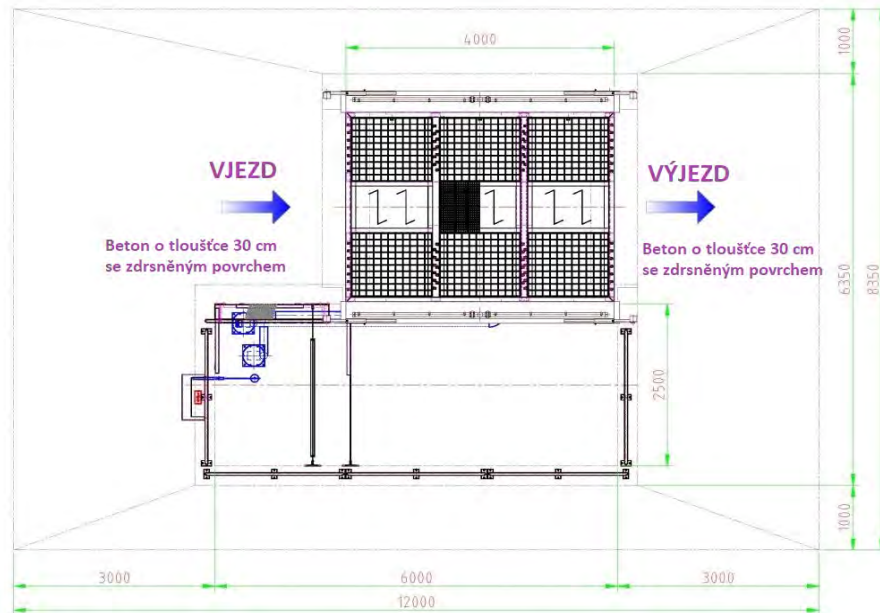 4000
1000
VJEZD
VÝJEZD
Beton o tloušťce 30 cm
se zdrsněným povrchem
Beton o tloušťce 30 cm
se zdrsněným povrchem
6350
8350
2500
1000
3000
6000
3000
12000